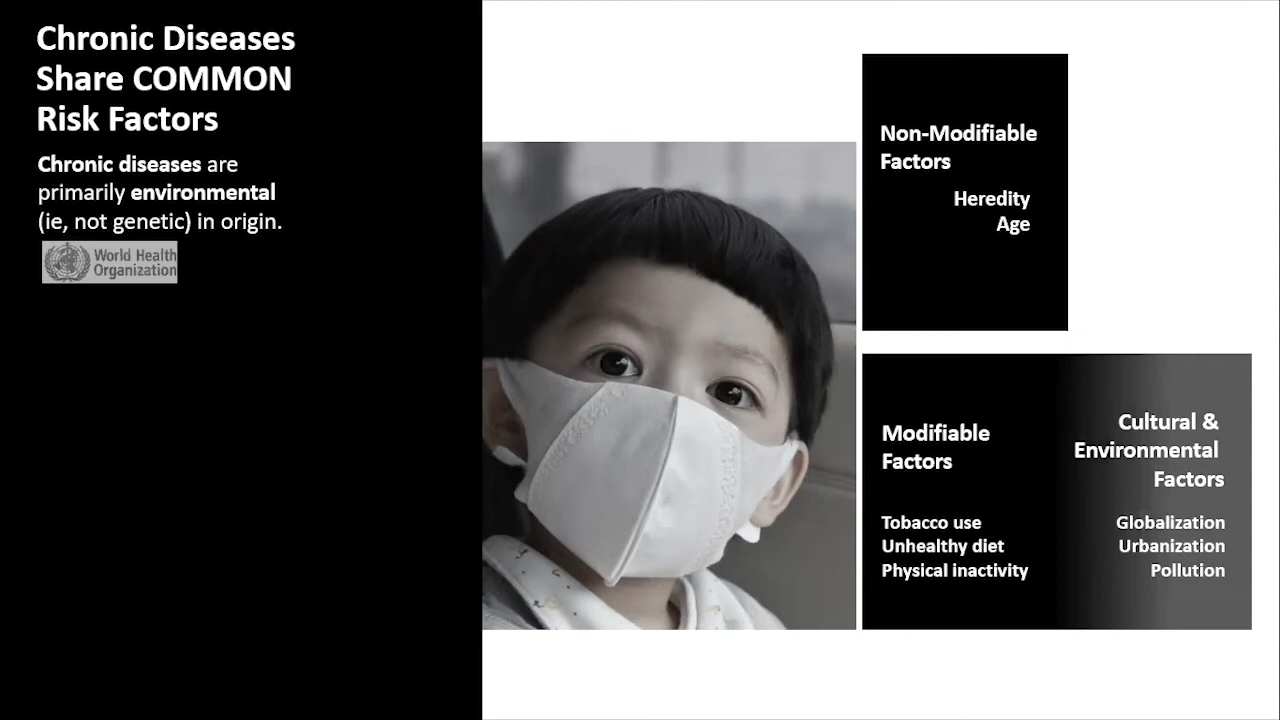 Chronic Diseases
Share COMMON
Risk Factors
Chronic diseases are
primarily environmental
(ie, not genetic) in origin.
World Health
Organization
Non-Modifiable
Factors
Heredity
Age
Modifiable
Factors
Tobacco use
Unhealthy diet
Physical inactivity
Cultural &
Environmental
Factors
Globalization
Urbanization
Pollution